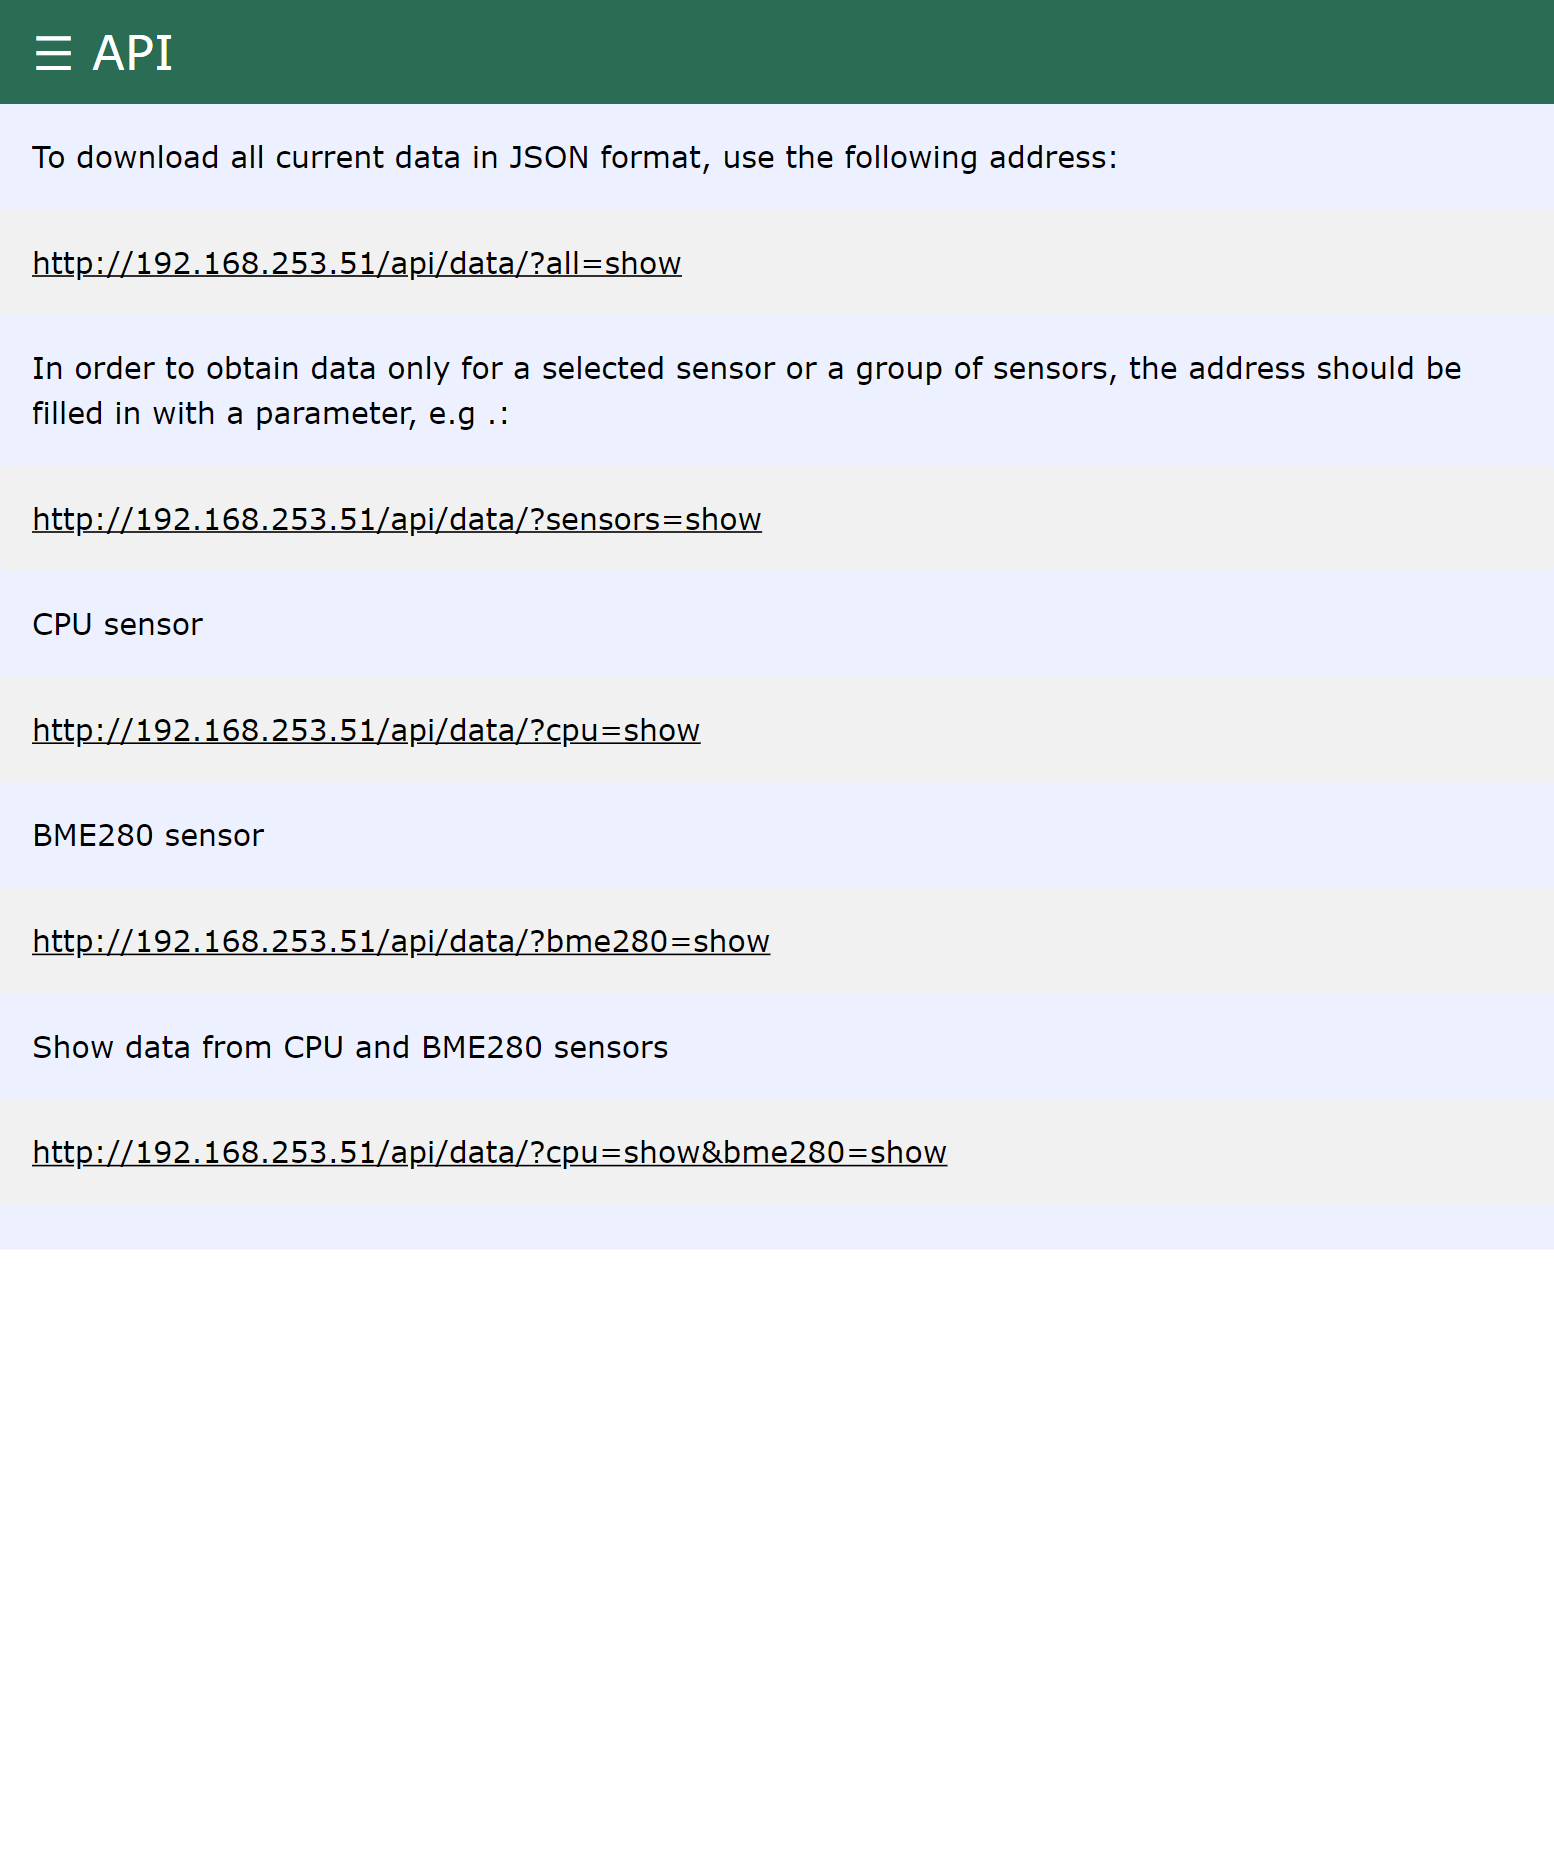 ☰ API
To download all current data in JSON format, use the following address:
http://192.168.253.51/api/data/?all=show
In order to obtain data only for a selected sensor or a group of sensors, the address should be
filled in with a parameter, e.g .:
http://192.168.253.51/api/data/?sensors=show
CPU sensor
http://192.168.253.51/api/data/?cpu=show
BME280 sensor
http://192.168.253.51/api/data/?bme280=show
Show data from CPU and BME280 sensors
http://192.168.253.51/api/data/?cpu=show&bme280=show